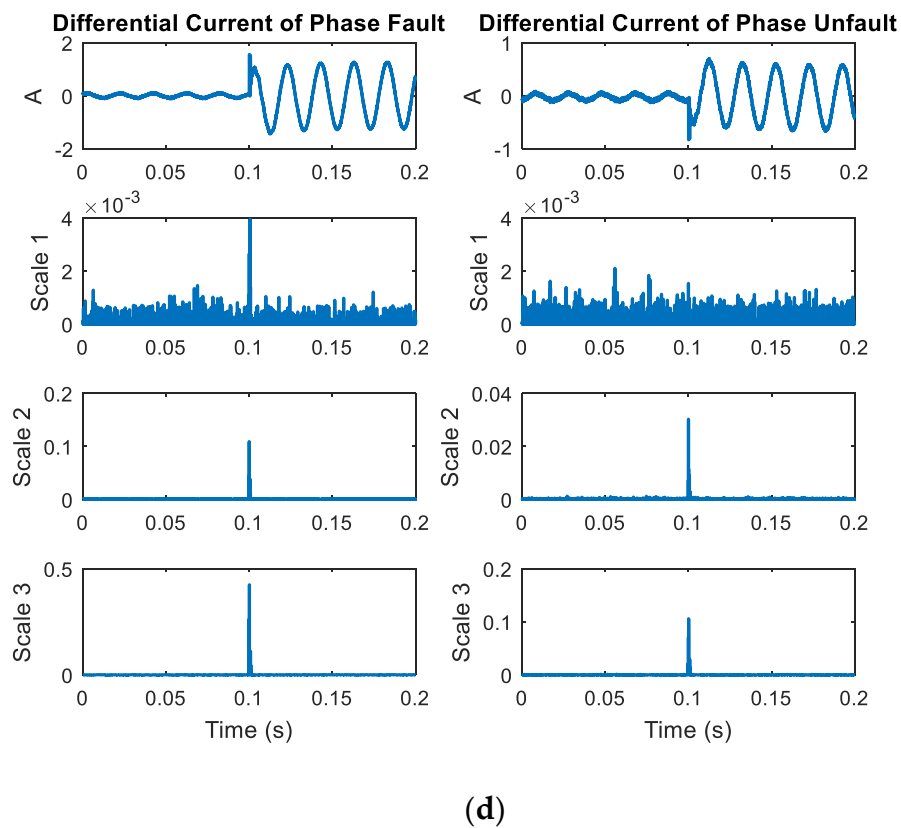 Differential Current of Phase Fault
Differential Current of Phase Unfault
2
0
-2
A
0 0.05 0.1 0.15 0.2
1
0
-1
A
0 0.05 0.1 0.15 0.2
×10-3
4
2
0
Scale 1
0 0.05 0.1 0.15 0.2
×10-3
4
2
0
Scale 1
0 0.05 0.1 0.15 0.2
0.2
0.1
0
Scale 2
0 0.05 0.1 0.15 0.2
0.04
0.02
0
Scale 2
0 0.05 0.1 0.15 0.2
0.5
0
Scale 3
0 0.05 0.1 0.15 0.2
Time (s)
0.2
0.1
0
Scale 3
0 0.05 0.1 0.15 0.2
Time (s)
(d)